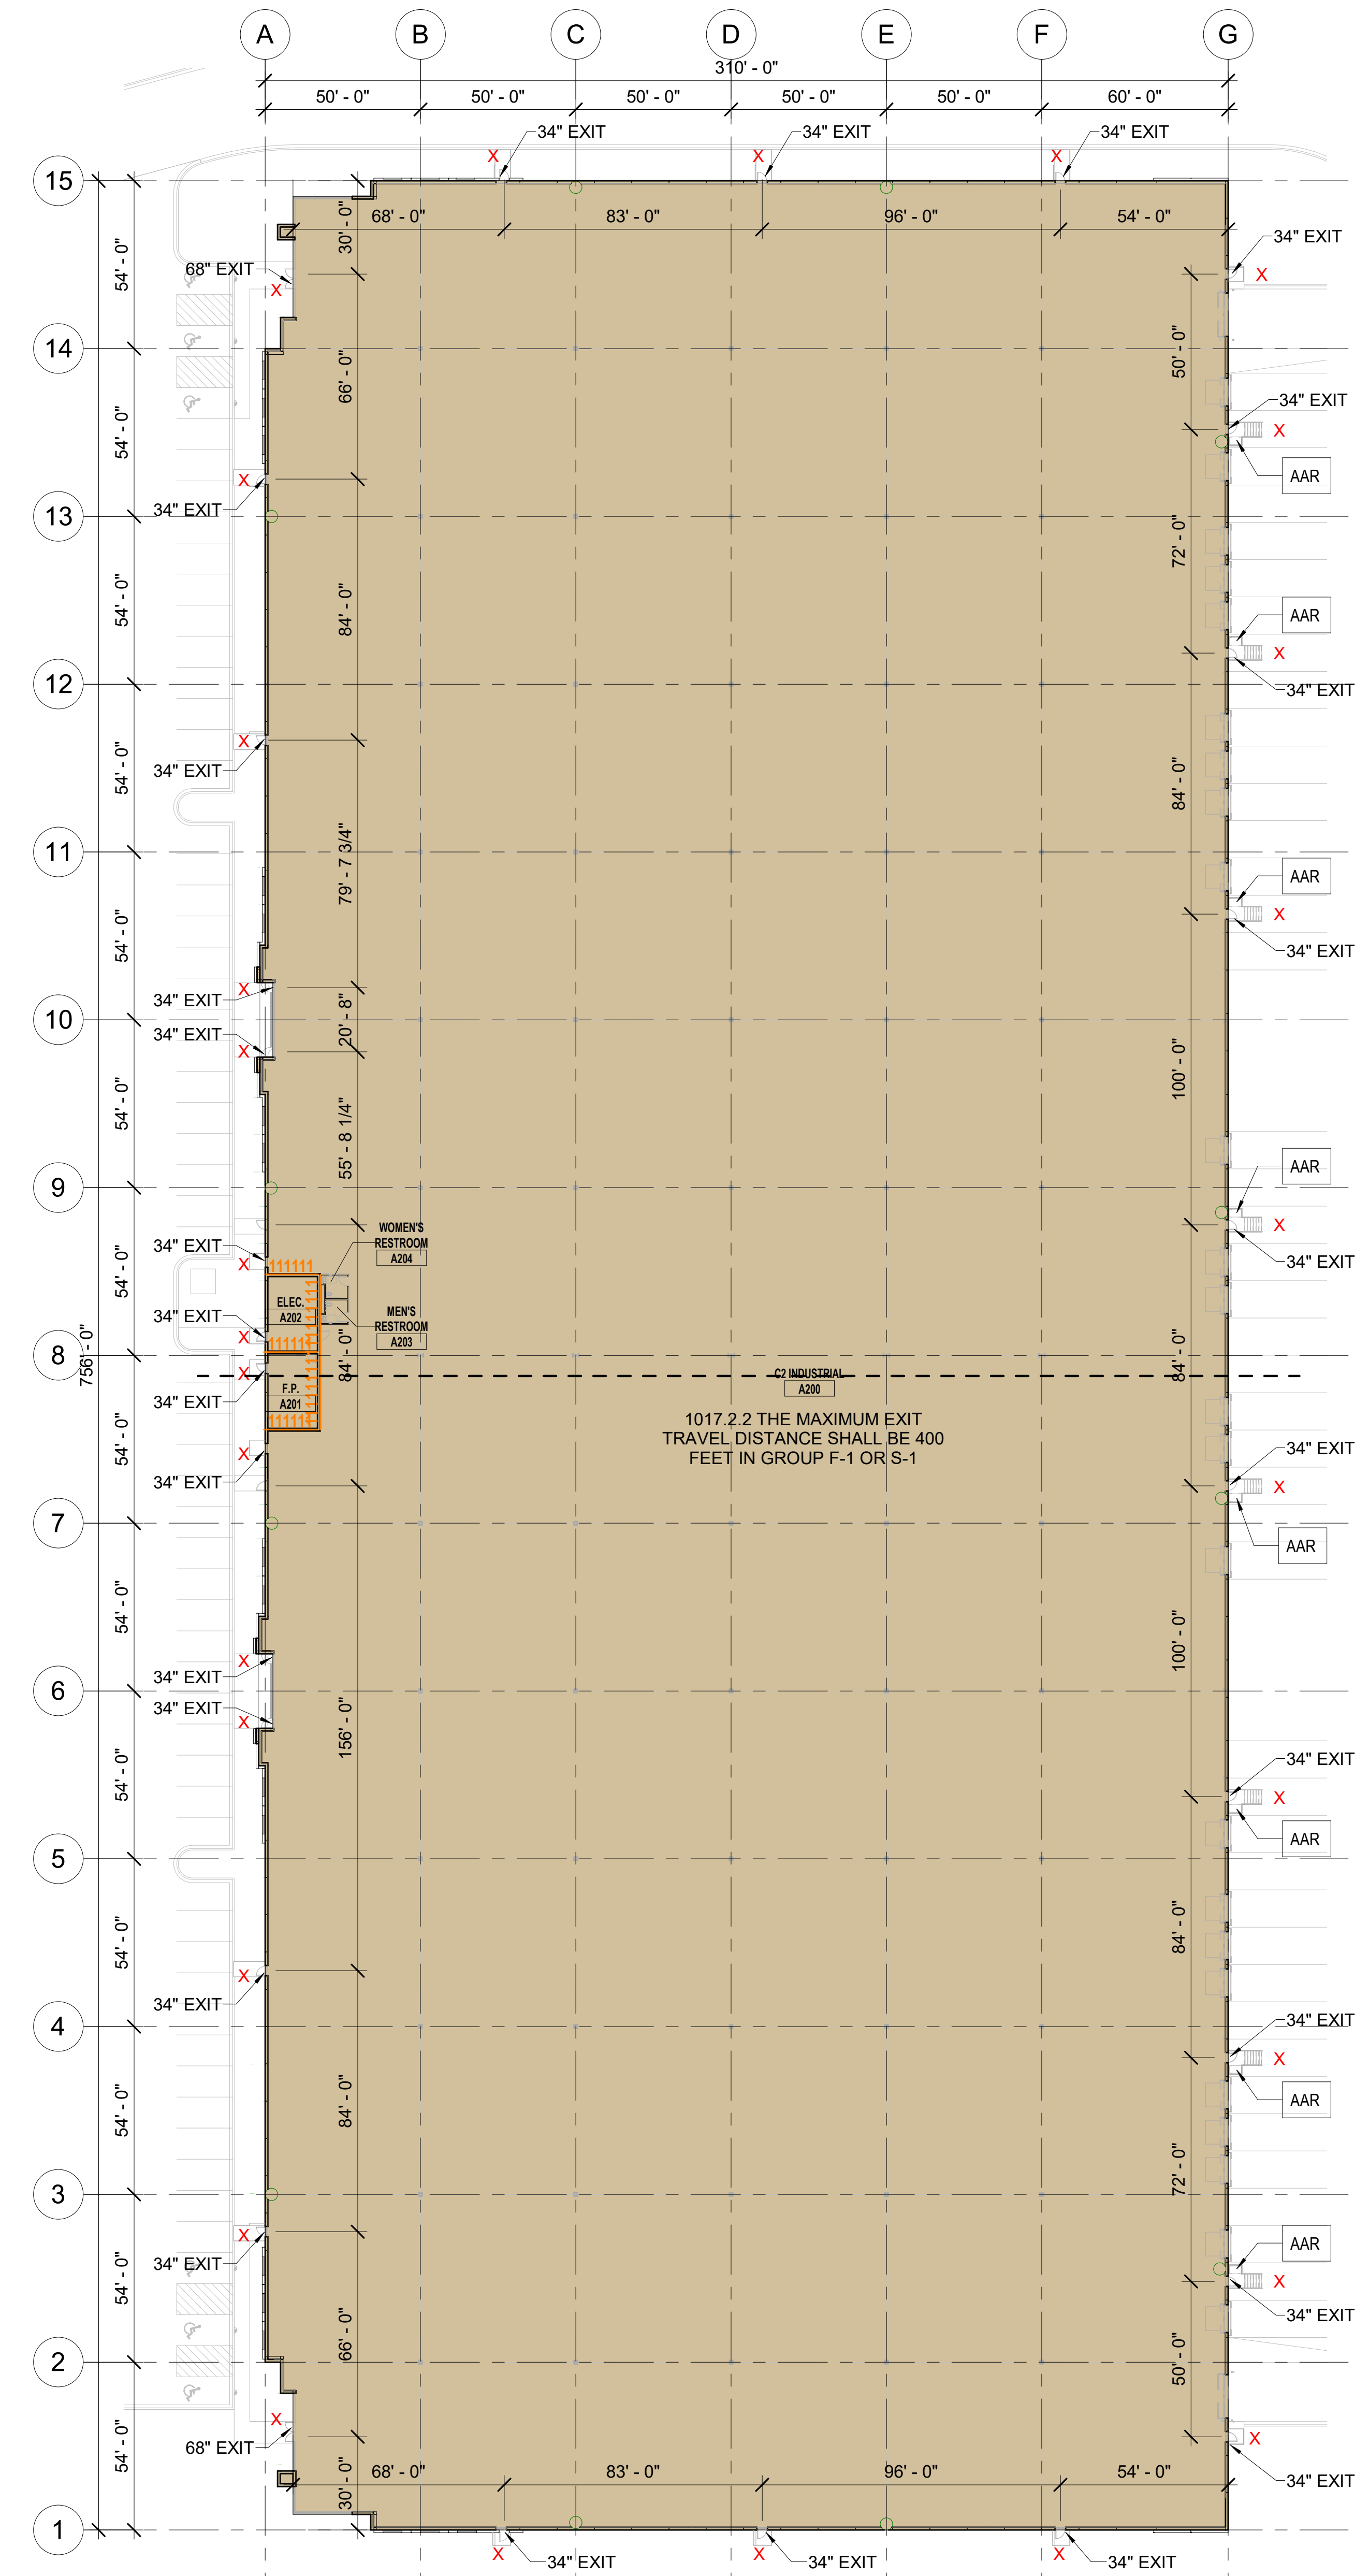 A B C D E F G
310' - 0"
50' - 0" 50' - 0" 50' - 0" 50' - 0" 50' - 0" 60' - 0"
34" EXIT 34" EXIT 34" EXIT
X X X
15
68' - 0" 83' - 0" 96' - 0" 54' - 0"
30' - 0"
34" EXIT
X
54' - 0"
68" EXIT
X
14
66' - 0"
50' - 0"
34" EXIT
X
54' - 0"
AAR
X
34" EXIT
13
72' - 0"
54' - 0"
84' - 0"
AAR
X
34" EXIT
12
X
34" EXIT
54' - 0"
84' - 0"
11
79' - 7 3/4"
AAR
X
54' - 0"
34" EXIT
X
34" EXIT
10
20' - 8"
34" EXIT
X
100' - 0"
54' - 0"
55' - 8 1/4"
AAR
9
X
34" EXIT
WOMEN'S
RESTROOM
A204
34" EXIT
X
111111
54' - 0"
ELEC.
A202
MEN'S
RESTROOM
A203
34" EXIT
X
111111
8
756' - 0"
84' - 0"
84' - 0"
X
34" EXIT
C2 INDUSTRIAL
A200
F.P.
A201
111111
1017.2.2 THE MAXIMUM EXIT
TRAVEL DISTANCE SHALL BE 400
FEET IN GROUP F-1 OR S-1
54' - 0"
X
34" EXIT
34" EXIT
X
7
AAR
54' - 0"
X
34" EXIT
100' - 0"
6
34" EXIT
X
156' - 0"
54' - 0"
34" EXIT
X
AAR
5
54' - 0"
84' - 0"
X
34" EXIT
4
34" EXIT
X
54' - 0"
84' - 0"
AAR
3
72' - 0"
X
34" EXIT
AAR
54' - 0"
X
34" EXIT
66' - 0"
2
50' - 0"
X
68" EXIT
54' - 0"
X
34" EXIT
30' - 0"
68' - 0" 83' - 0" 96' - 0" 54' - 0"
1
X X X
34" EXIT 34" EXIT 34" EXIT